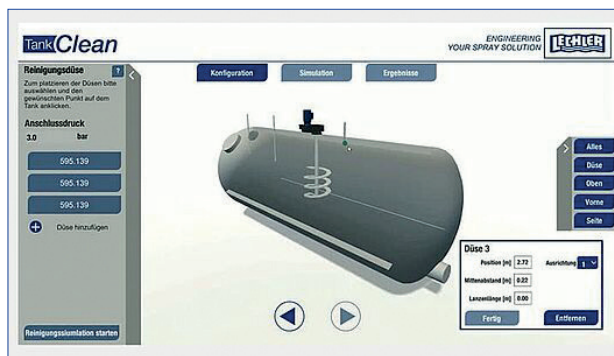 TankClean
ENGINEERING
YOUR SPRAY SOLUTION
LECHLER
Reinigungsdüse ?
Zum platzieren der Düsen bitte
auswählen und den
gewünschten Punkt auf dem
Tank anklicken.
Anschlussdruck
3.0 bar
595.139
595.139
595.139
Düse hinzufügen
Reinigungssiumlation starten
Konfiguration
Simulation
Ergebnisse
Alles
Düse
Oben
Vorne
Seite
Düse 3
Position [m] 2.72 Ausrichtung
Mittenabstand [m] 0.22
Lanzenlänge [m] 0.00
Fertig Entfernen